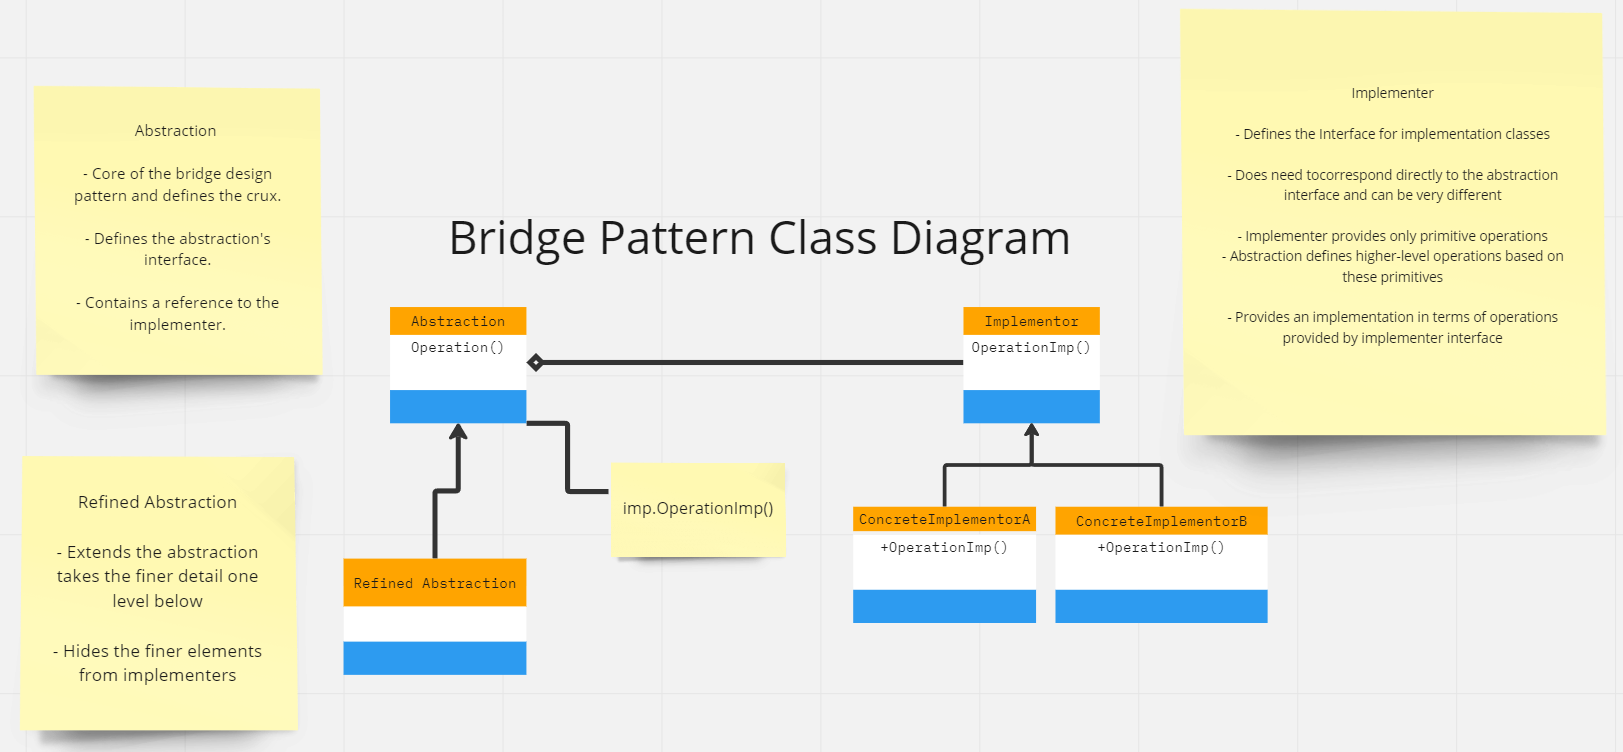 Abstraction
- Core of the bridge design
pattern and defines the crux.
- Defines the abstraction's
interface.
- Contains a reference to the
implementer.
Refined Abstraction
- Extends the abstraction
takes the finer detail one
level below
- Hides the finer elements
from implementers
Bridge Pattern Class Diagram
Abstraction
Operation()
Implementor
OperationImp()
imp.OperationImp()
Refined Abstraction
ConcreteImplementorA
+OperationImp()
ConcreteImplementorB
+OperationImp()
Implementer
- Defines the Interface for implementation classes
- Does need tocorrespond directly to the abstraction
interface and can be very different
- Implementer provides only primitive operations
- Abstraction defines higher-level operations based on
these primitives
- Provides an implementation in terms of operations
provided by implementer interface